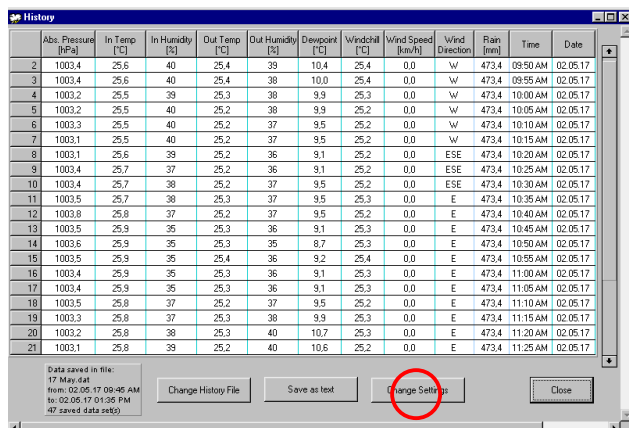 History
Abs. Pressure [hPa] In Temp [°C] In Humidity [%] Out Temp [°C] Out Humidity [%] Dewpoint [°C] Windchill [°C] Wind Speed [km/h] Wind Direction Rain [mm] Time Date
2 1003,4 25,6 40 25,4 39 10,4 25,4 0,0 W 473,4 09:50 AM 02.05.17
3 1003,4 25,6 40 25,4 38 10,0 25,4 0,0 W 473,4 09:55 AM 02.05.17
4 1003,2 25,5 39 25,3 38 9,9 25,3 0,0 W 473,4 10:00 AM 02.05.17
5 1003,2 25,5 40 25,2 38 9,9 25,2 0,0 W 473,4 10:05 AM 02.05.17
6 1003,3 25,5 40 25,2 37 9,5 25,2 0,0 W 473,4 10:10 AM 02.05.17
7 1003,1 25,5 40 25,2 37 9,5 25,2 0,0 W 473,4 10:15 AM 02.05.17
8 1003,1 25,6 39 25,2 36 9,1 25,2 0,0 ESE 473,4 10:20 AM 02.05.17
9 1003,4 25,7 37 25,2 36 9,1 25,2 0,0 ESE 473,4 10:25 AM 02.05.17
10 1003,4 25,7 38 25,2 37 9,5 25,2 0,0 ESE 473,4 10:30 AM 02.05.17
11 1003,5 25,7 38 25,3 37 9,5 25,3 0,0 E 473,4 10:35 AM 02.05.17
12 1003,8 25,8 37 25,2 37 9,5 25,2 0,0 E 473,4 10:40 AM 02.05.17
13 1003,5 25,9 35 25,3 36 9,1 25,3 0,0 E 473,4 10:45 AM 02.05.17
14 1003,6 25,9 35 25,3 35 8,7 25,3 0,0 E 473,4 10:50 AM 02.05.17
15 1003,5 25,9 35 25,4 36 9,2 25,4 0,0 E 473,4 10:55 AM 02.05.17
16 1003,4 25,9 35 25,3 36 9,1 25,3 0,0 E 473,4 11:00 AM 02.05.17
17 1003,4 25,9 35 25,3 36 9,1 25,3 0,0 E 473,4 11:05 AM 02.05.17
18 1003,5 25,8 37 25,2 37 9,5 25,2 0,0 E 473,4 11:10 AM 02.05.17
19 1003,3 25,8 37 25,3 38 9,9 25,3 0,0 E 473,4 11:15 AM 02.05.17
20 1003,2 25,8 38 25,3 40 10,7 25,3 0,0 E 473,4 11:20 AM 02.05.17
21 1003,1 25,8 39 25,2 40 10,6 25,2 0,0 E 473,4 11:25 AM 02.05.17
Data saved in file:
17 May.dat
from: 02.05.17 09:45 AM
to: 02.05.17 01:35 PM
47 saved data set(s)
Change History File
Save as text
Change Settings
Close